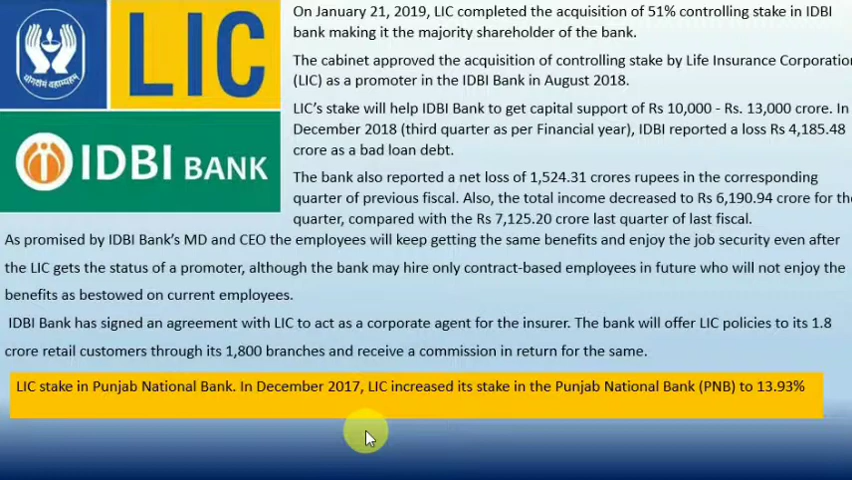 योगक्षेमं वहाम्यहम्
LIC
IDBI BANK
On January 21, 2019, LIC completed the acquisition of 51% controlling stake in IDBI
bank making it the majority shareholder of the bank.
The cabinet approved the acquisition of controlling stake by Life Insurance Corporation
(LIC) as a promoter in the IDBI Bank in August 2018.
LIC's stake will help IDBI Bank to get capital support of Rs 10,000 - Rs. 13,000 crore. In
December 2018 (third quarter as per Financial year), IDBI reported a loss Rs 4,185.48
crore as a bad loan debt.
The bank also reported a net loss of 1,524.31 crores rupees in the corresponding
quarter of previous fiscal. Also, the total income decreased to Rs 6,190.94 crore for the
quarter, compared with the Rs 7,125.20 crore last quarter of last fiscal.
As promised by IDBI Bank's MD and CEO the employees will keep getting the same benefits and enjoy the job security even after
the LIC gets the status of a promoter, although the bank may hire only contract-based employees in future who will not enjoy the
benefits as bestowed on current employees.
IDBI Bank has signed an agreement with LIC to act as a corporate agent for the insurer. The bank will offer LIC policies to its 1.8
crore retail customers through its 1,800 branches and receive a commission in return for the same.
LIC stake in Punjab National Bank. In December 2017, LIC increased its stake in the Punjab National Bank (PNB) to 13.93%